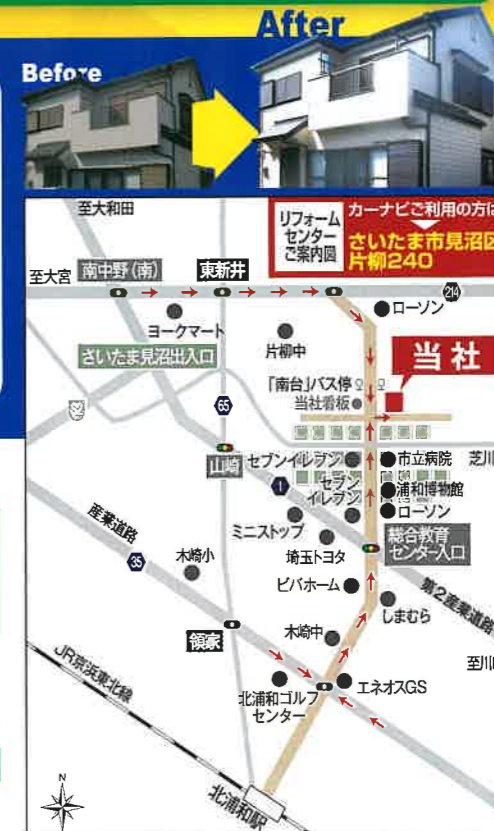 After
Before
至大和田
リフォーム
センター
ご案内図
カーナビご利用の方は
さいたま市見沼区
片柳240
至大宮
南中野(南)
東新井
214
ヨークマート
ローソン
片柳中
さいたま見沼出入口
当社
「南台」バス停
当社看板
65
山崎
セブンイレブン
市立病院
芝川
1
セブン
イレブン
浦和博物館
ローソン
産業道路
ミニストップ
総合教育
センター入口
35
木崎小
埼玉トヨタ
ビバホーム
第2産業道路
しまむら
領家
木崎中
至川
JR京浜東北線
北浦和ゴルフ
センター
エネオスGS
N
北浦和駅